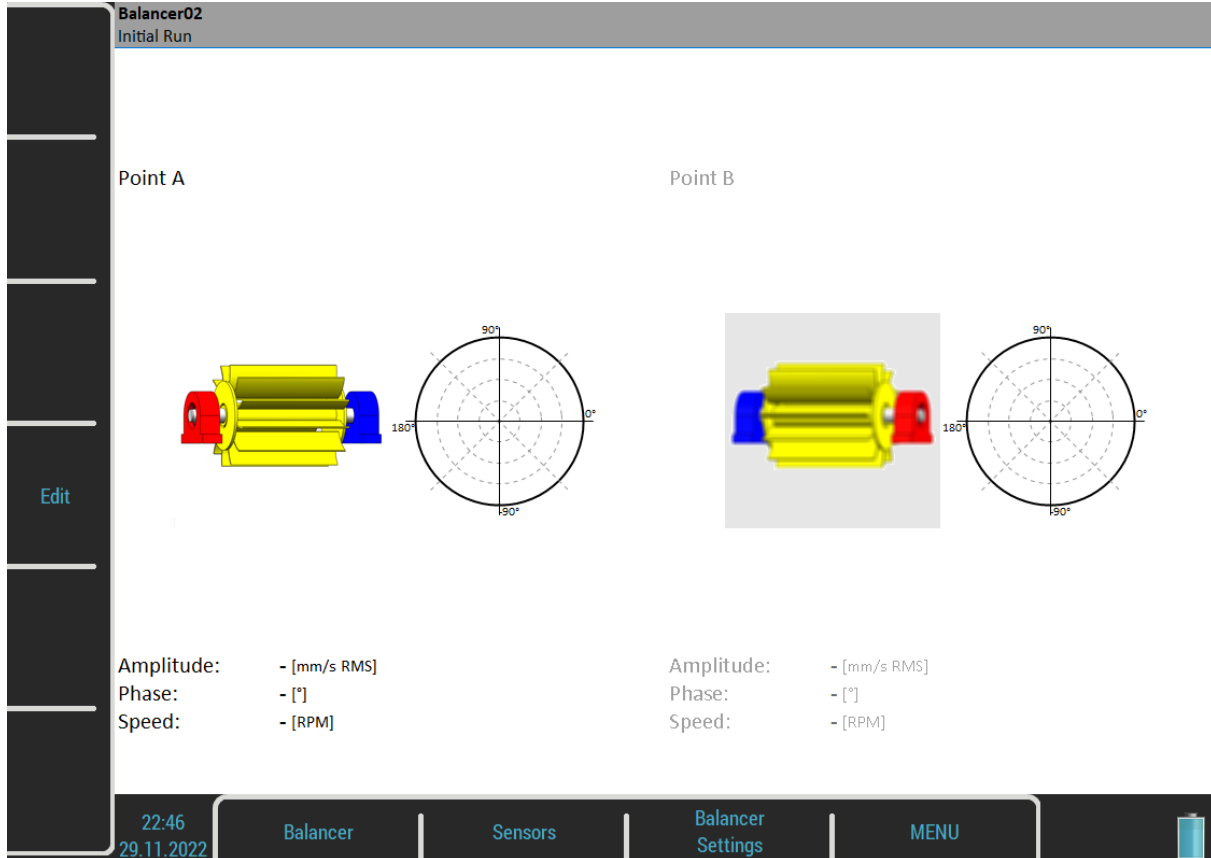 Balancer02
Initial Run
Point A
Point B
90°
180°
0°
-90°
90°
180°
0°
-90°
Edit
Amplitude: - [mm/s RMS]
Phase: - [°]
Speed: - [RPM]
Amplitude: - [mm/s RMS]
Phase: - [°]
Speed: - [RPM]
22:46
29.11.2022
Balancer
Sensors
Balancer
Settings
MENU